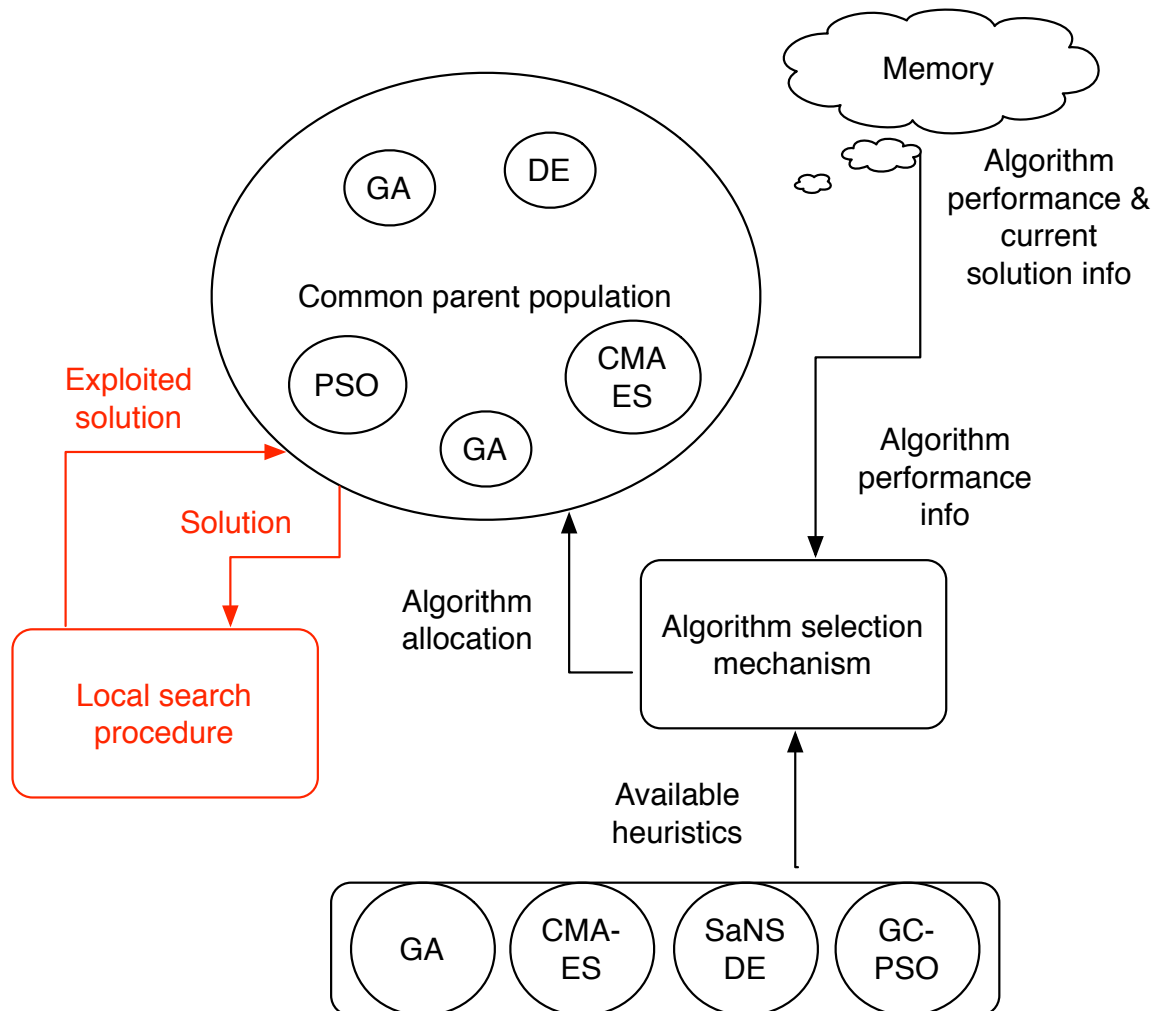 Memory
Algorithm
performance &
current
solution info
GA
DE
Common parent population
PSO
CMA
ES
GA
Exploited
solution
Solution
Algorithm
performance
info
Local search
procedure
Algorithm
allocation
Algorithm selection
mechanism
Available
heuristics
GA
CMA-
ES
SaNS
DE
GC-
PSO